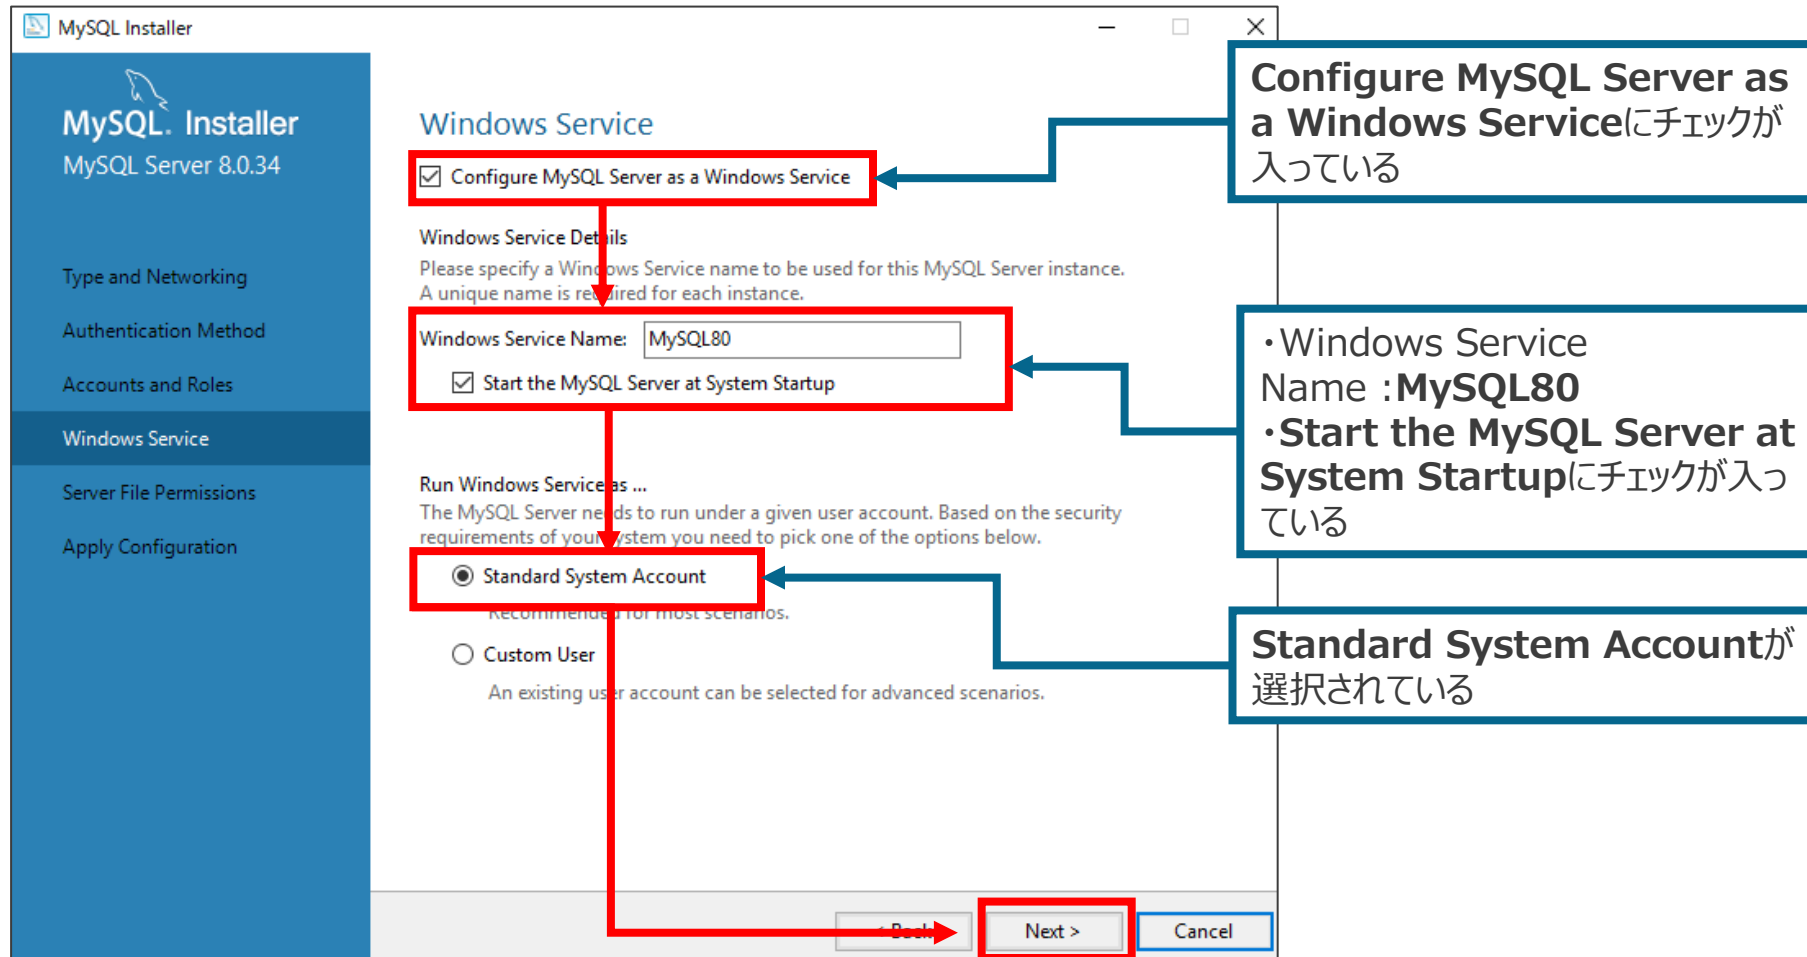 MySQL Installer
MySQL. Installer
MySQL Server 8.0.34
Type and Networking
Authentication Method
Accounts and Roles
Windows Service
Server File Permissions
Apply Configuration
Windows Service
Configure MySQL Server as a Windows Service
Windows Service Details
Please specify a Windows Service name to be used for this MySQL Server instance.
A unique name is required for each instance.
Windows Service Name: MySQL80
Start the MySQL Server at System Startup
Run Windows Service as ...
The MySQL Server needs to run under a given user account. Based on the security
requirements of your system you need to pick one of the options below.
Standard System Account
Recommended for most scenarios.
Custom User
An existing user account can be selected for advanced scenarios.
< Back
Next >
Cancel
Configure MySQL Server as
a Windows Serviceにチェックが
入っている
・Windows Service
Name :MySQL80
・Start the MySQL Server at
System Startupにチェックが入っ
ている
Standard System Accountが
選択されている